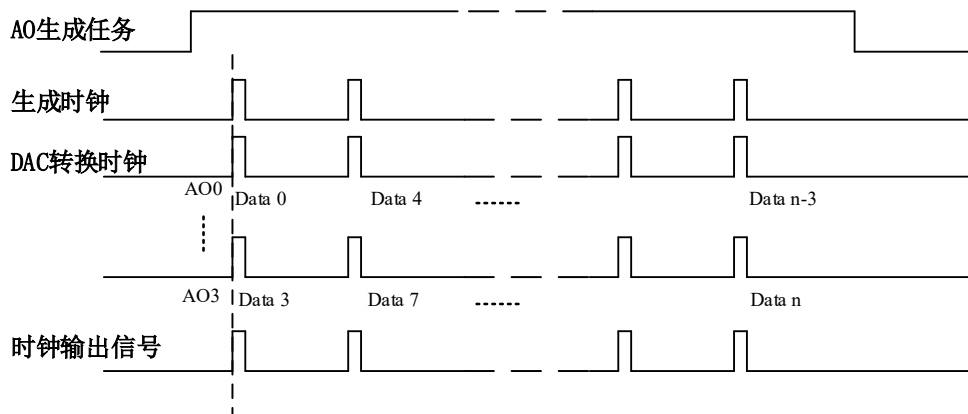 AO生成任务
生成时钟
DAC转换时钟
AO0 Data 0 Data 4 ...... Data n-3
AO3 Data 3 Data 7 ...... Data n
时钟输出信号